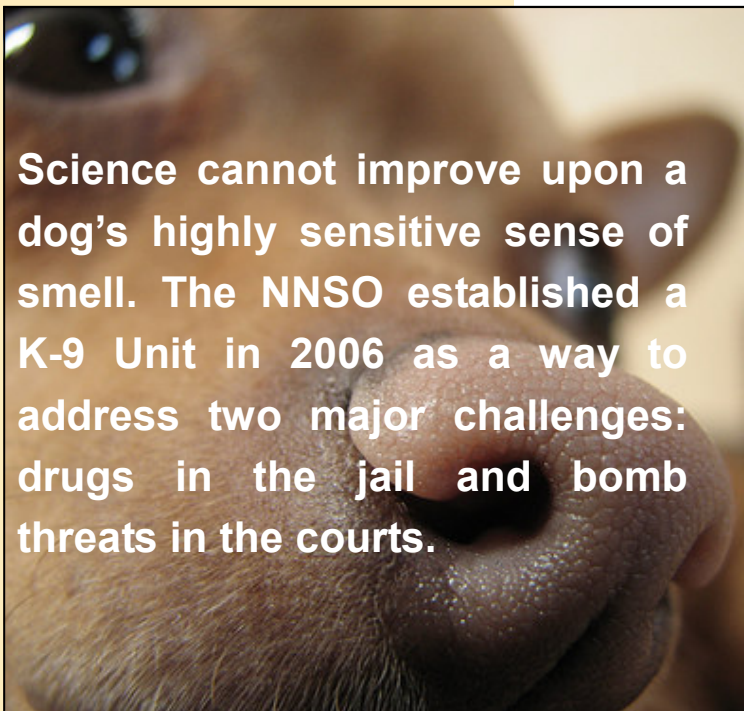 Science cannot improve upon a
dog’s highly sensitive sense of
smell. The NNSO established a
K-9 Unit in 2006 as a way to
address two major challenges:
drugs in the jail and bomb
threats in the courts.